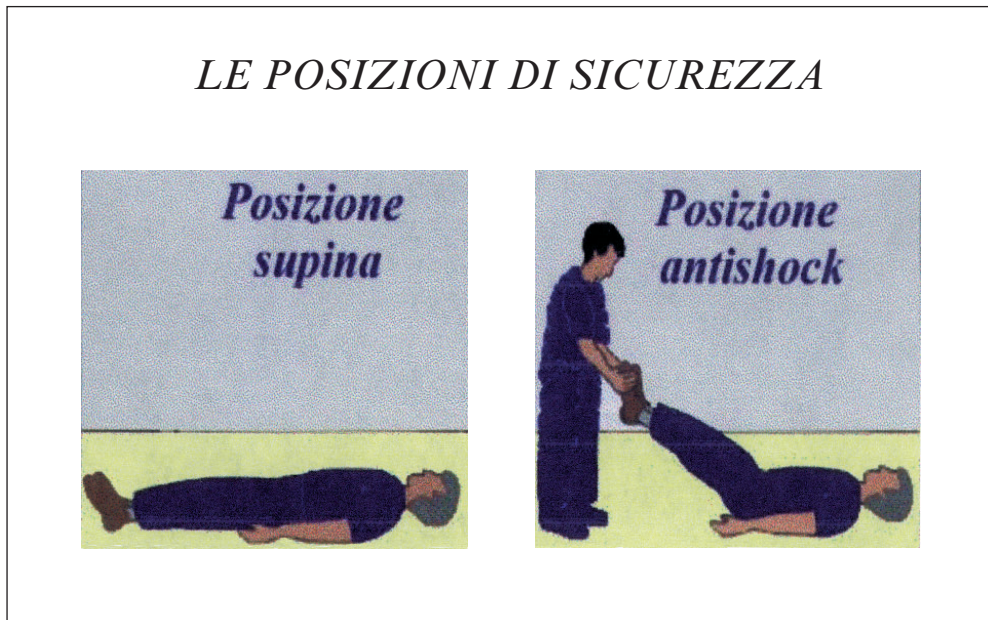 LE POSIZIONI DI SICUREZZA
Posizione
supina
Posizione
antishock